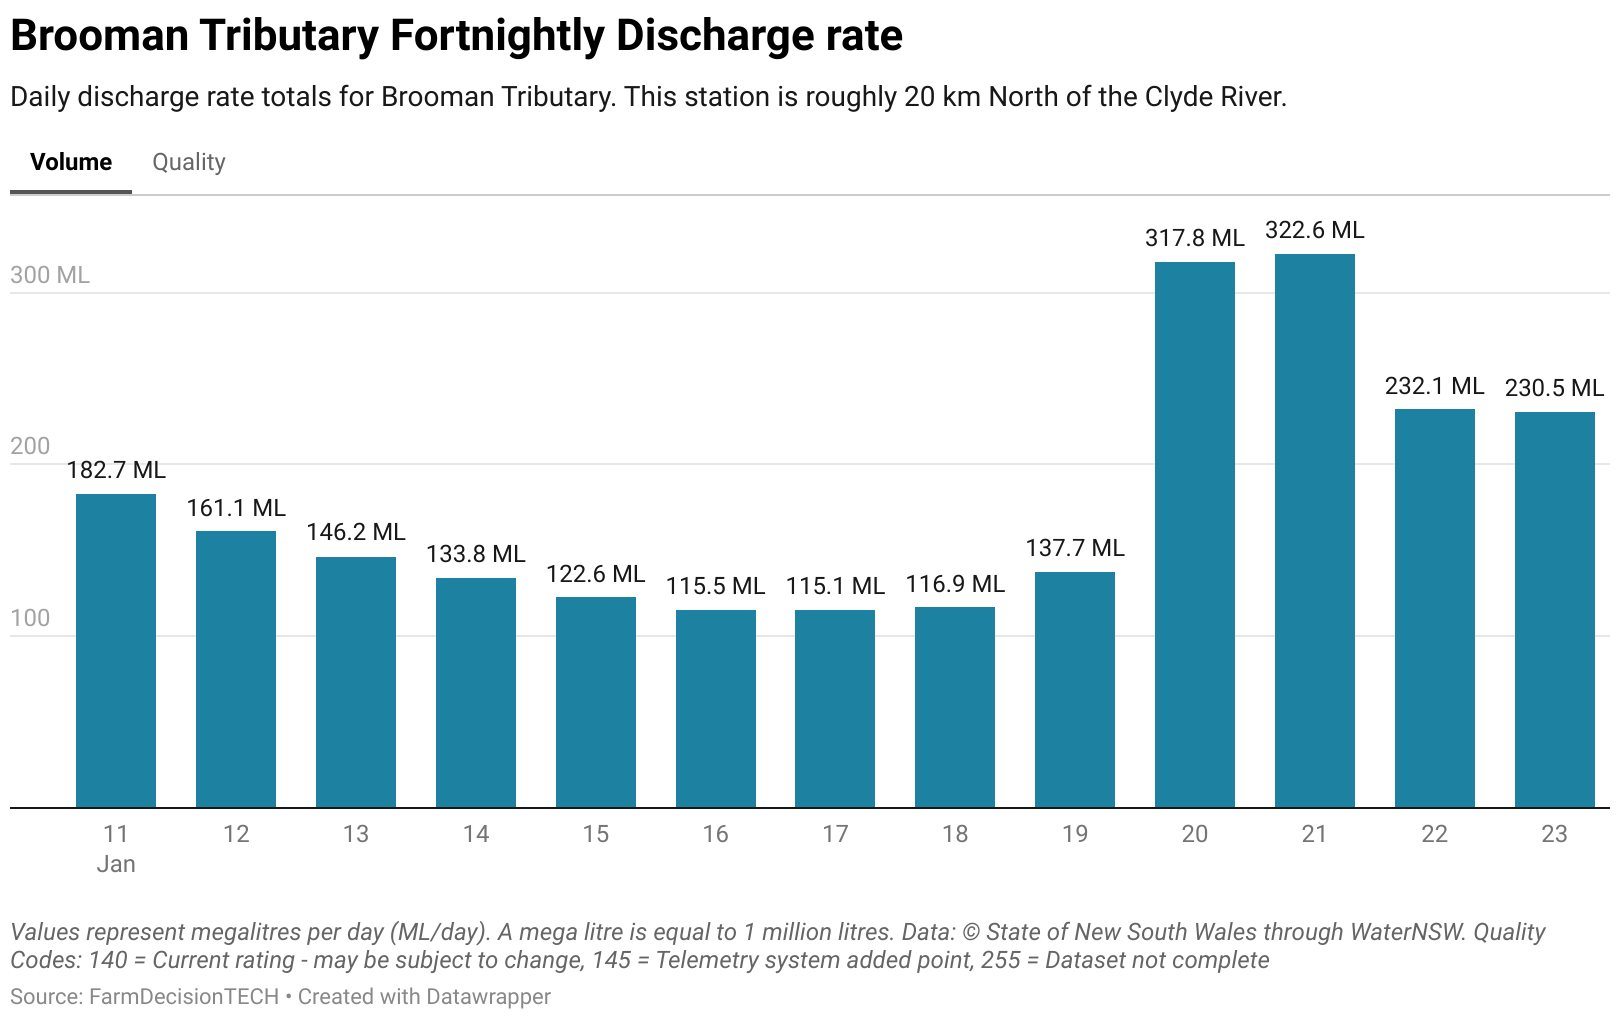 Brooman Tributary Fortnightly Discharge rate
Daily discharge rate totals for Brooman Tributary. This station is roughly 20 km North of the Clyde River.
Volume Quality
317.8 ML 322.6 ML
300 ML
232.1 ML 230.5 ML
200
182.7 ML
161.1 ML
146.2 ML
133.8 ML
137.7 ML
122.6 ML
115.5 ML 115.1 ML 116.9 ML
100
11 12 13 14 15 16 17 18 19 20 21 22 23
Jan
Values represent megalitres per day (ML/day). A mega litre is equal to 1 million litres. Data: © State of New South Wales through WaterNSW. Quality
Codes: 140 = Current rating - may be subject to change, 145 = Telemetry system added point, 255 = Dataset not complete
Source: FarmDecisionTECH • Created with Datawrapper